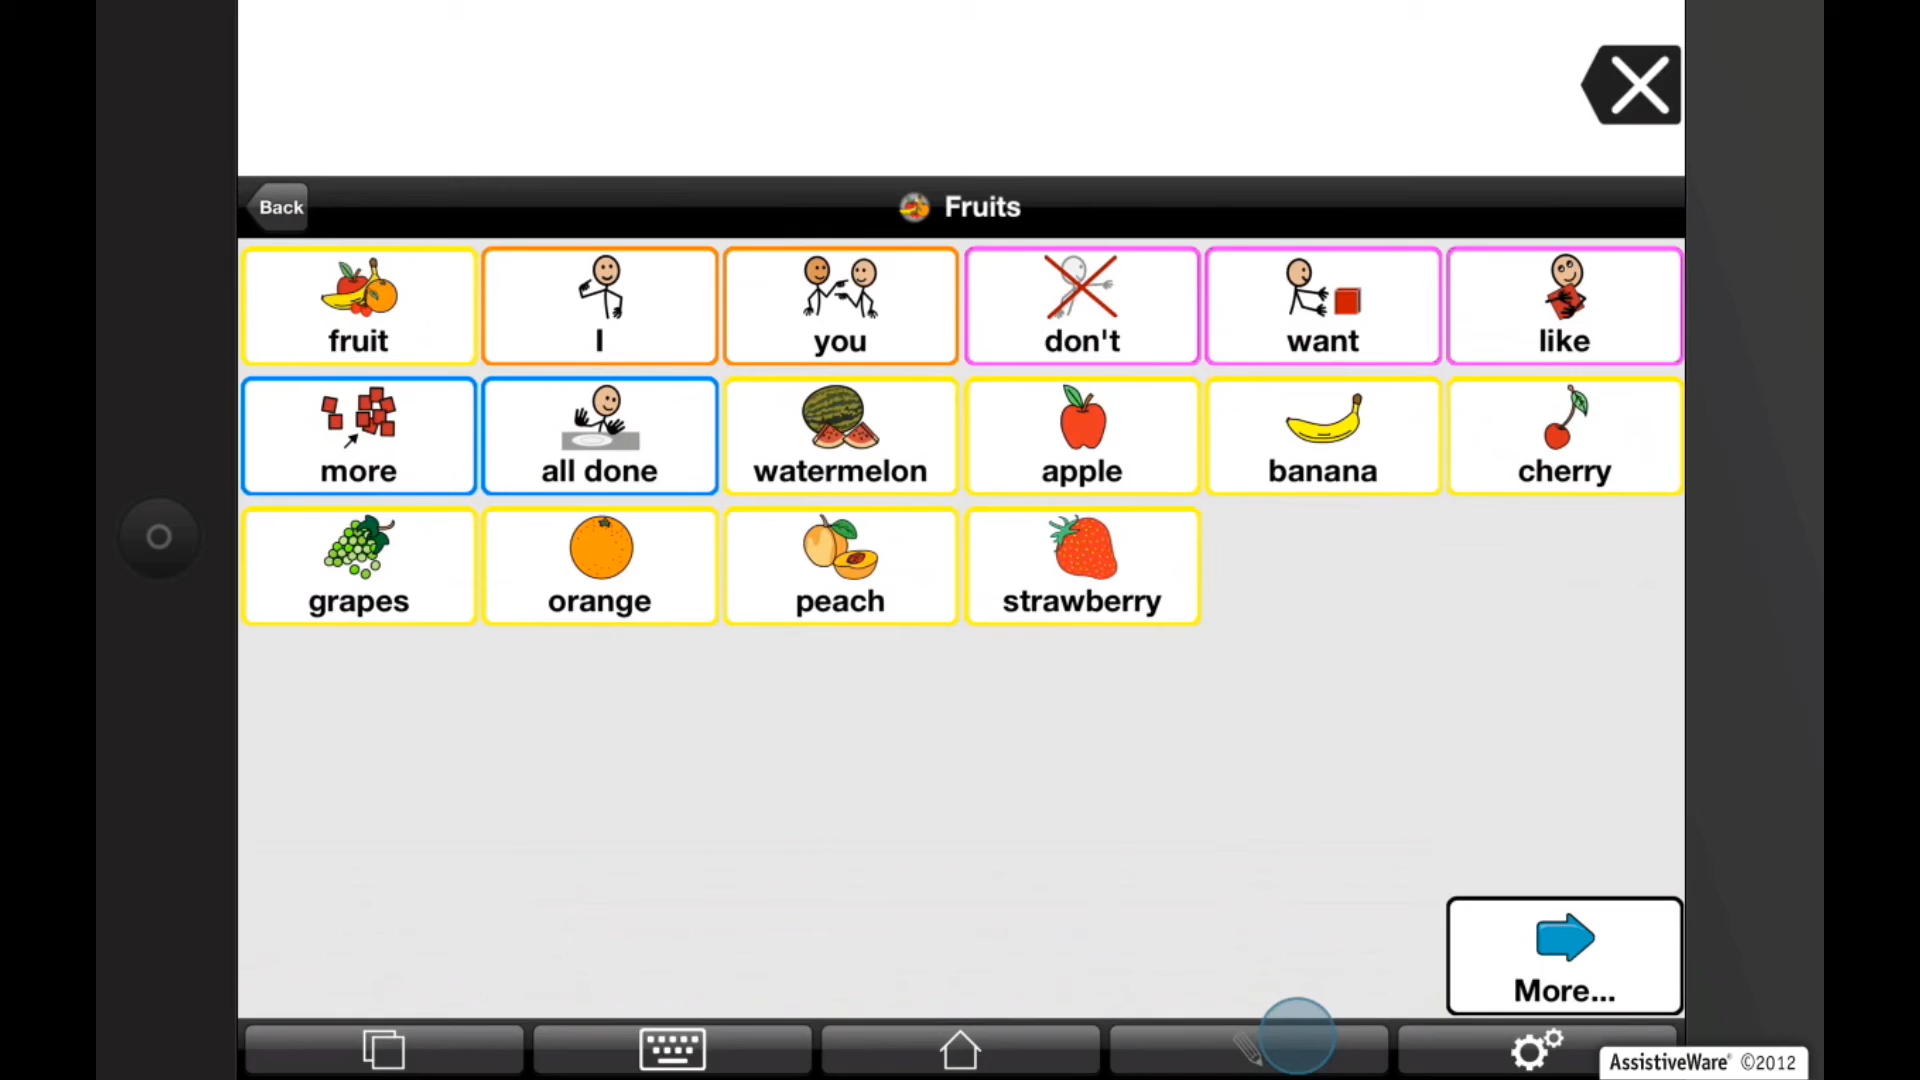 Back
Fruits
fruit
I
you
don't
want
like
more
all done
watermelon
apple
banana
cherry
grapes
orange
peach
strawberry
More...
AssistiveWare® ©2012